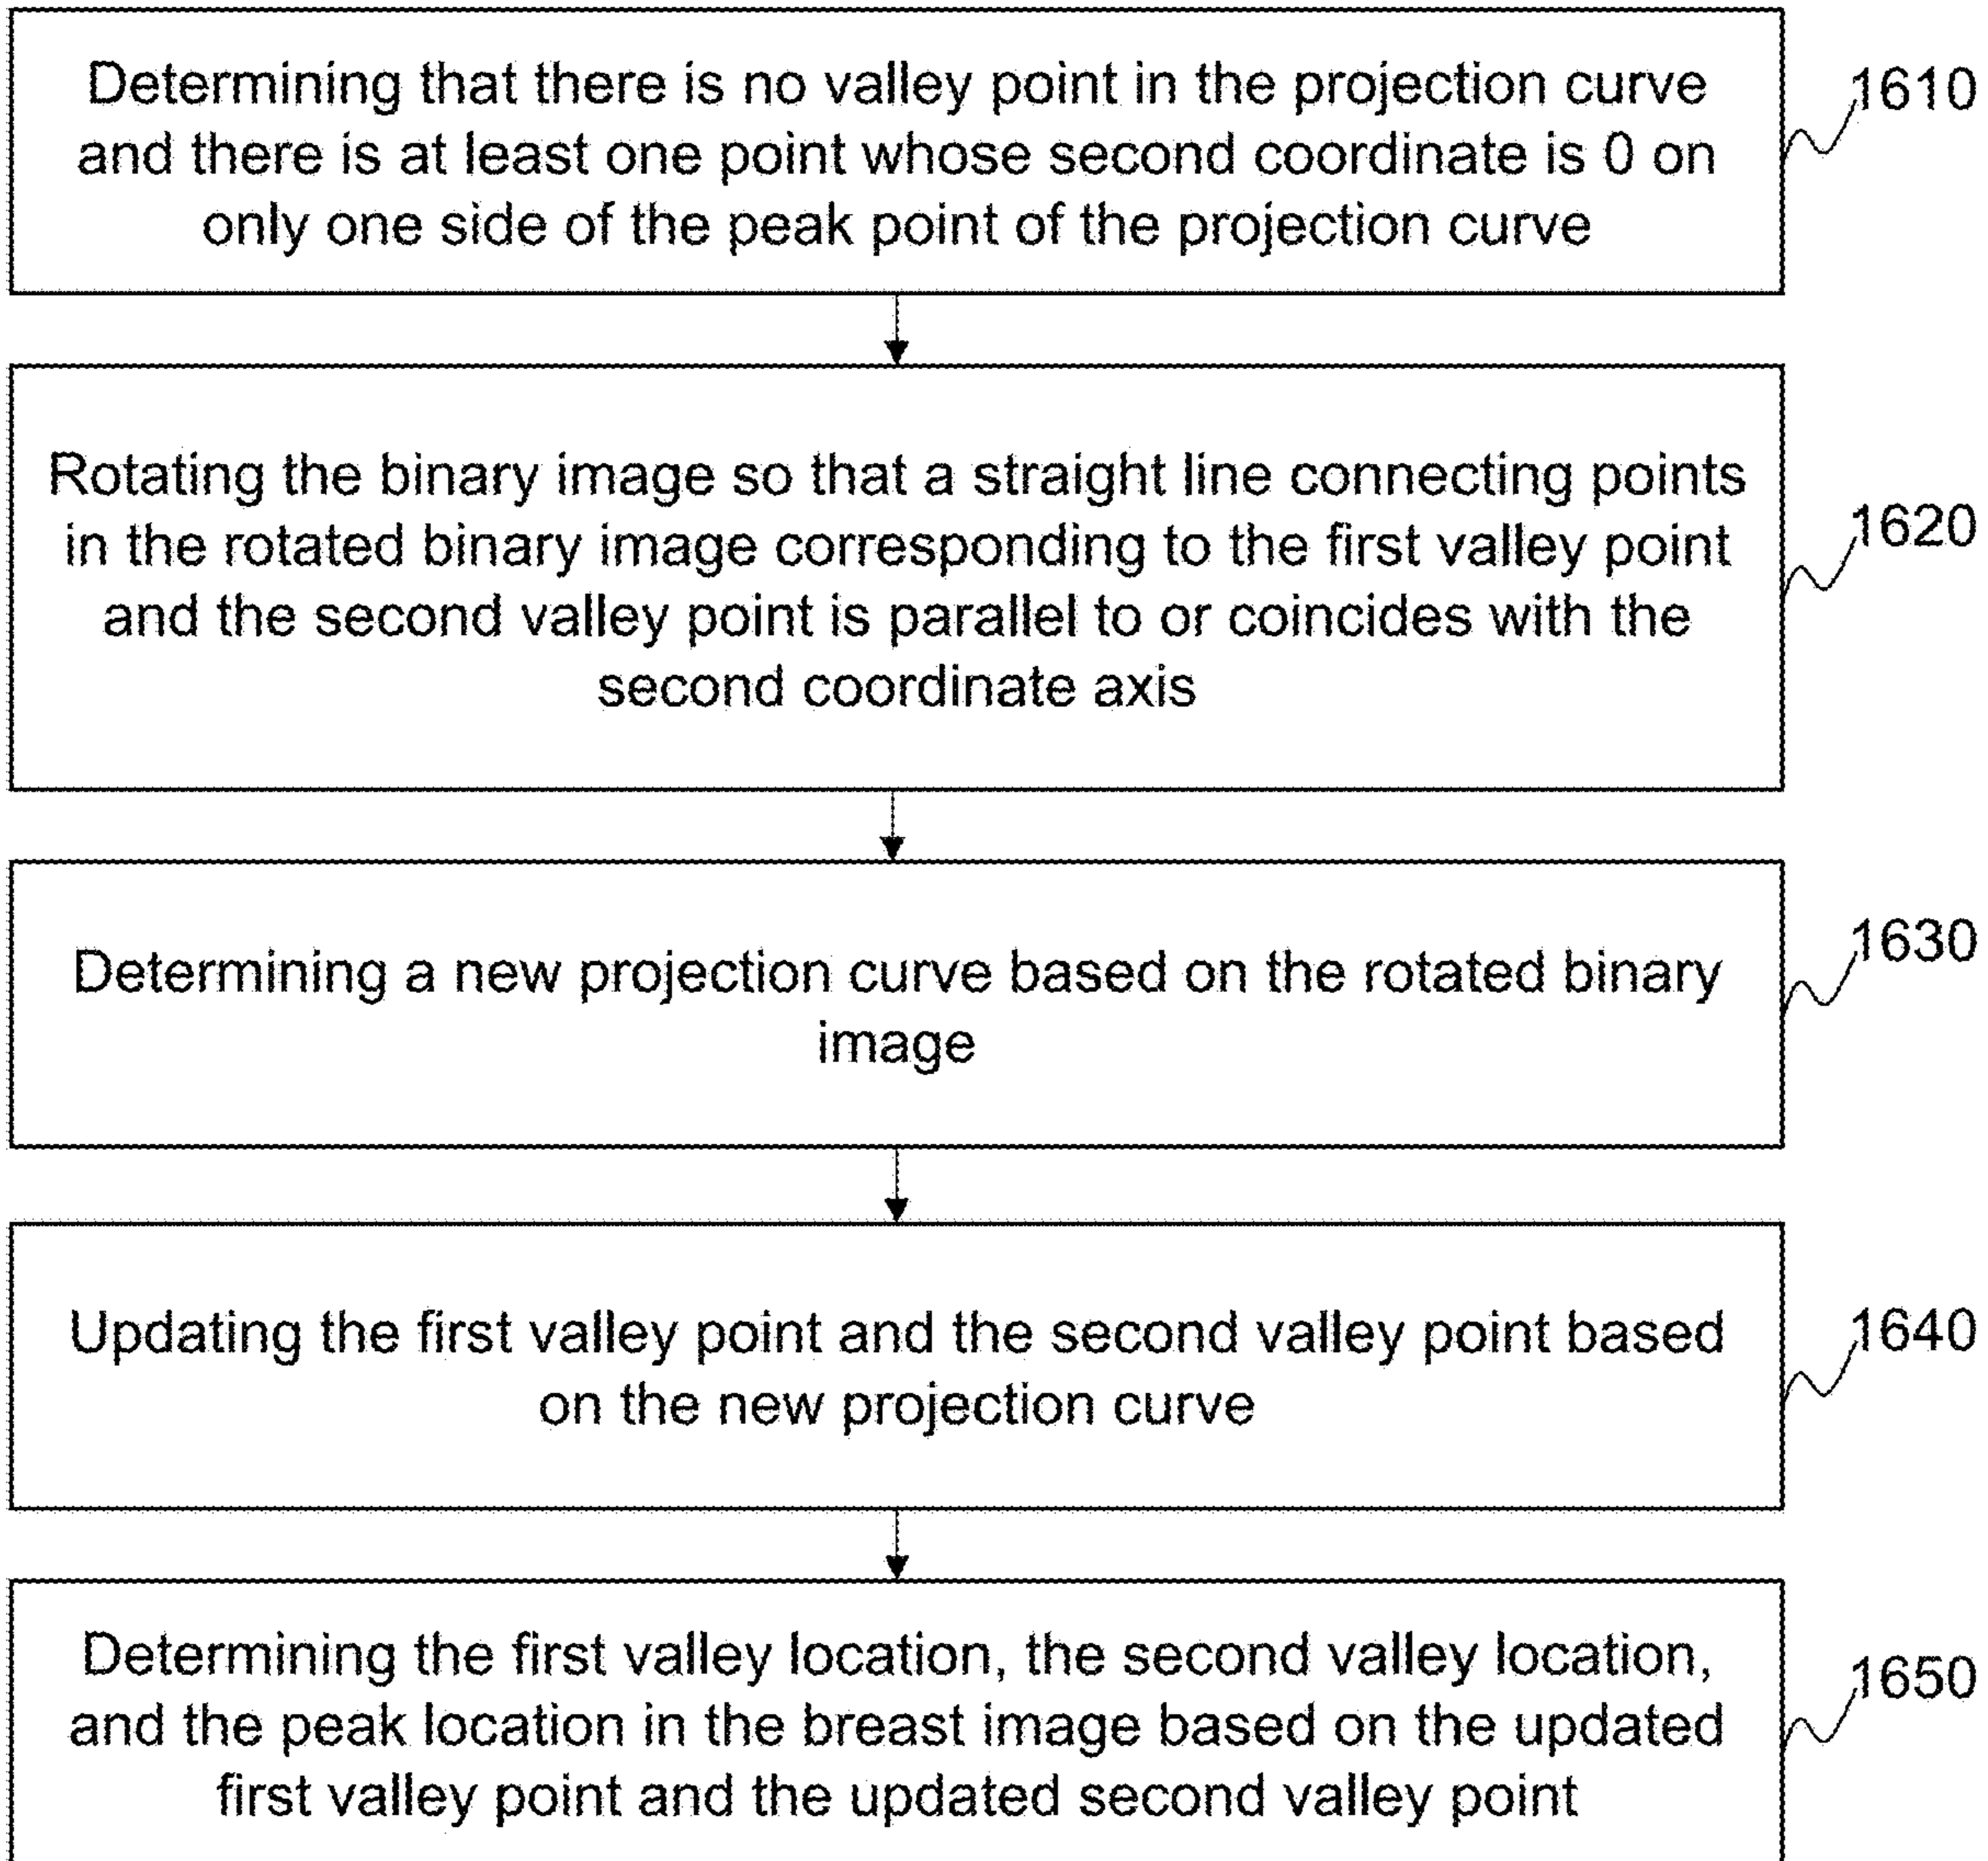 Determining that there is no valley point in the projection curve
and there is at least one point whose second coordinate is 0 on
only one side of the peak point of the projection curve
1610
Rotating the binary image so that a straight line connecting points
in the rotated binary image corresponding to the first valley point
and the second valley point is parallel to or coincides with the
second coordinate axis
1620
Determining a new projection curve based on the rotated binary
image
1630
Updating the first valley point and the second valley point based
on the new projection curve
1640
Determining the first valley location, the second valley location,
and the peak location in the breast image based on the updated
first valley point and the updated second valley point
1650